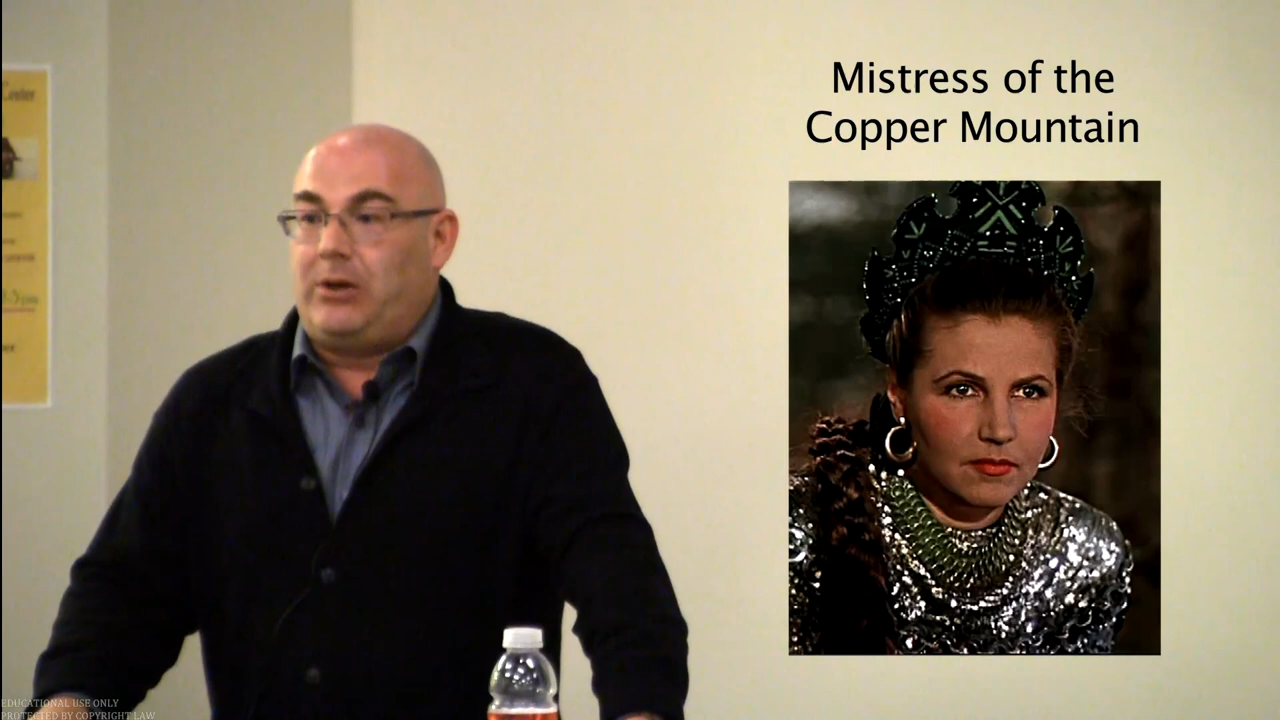 Mistress of the
Copper Mountain
EDUCATIONAL USE ONLY
PROTECTED BY COPYRIGHT LAW